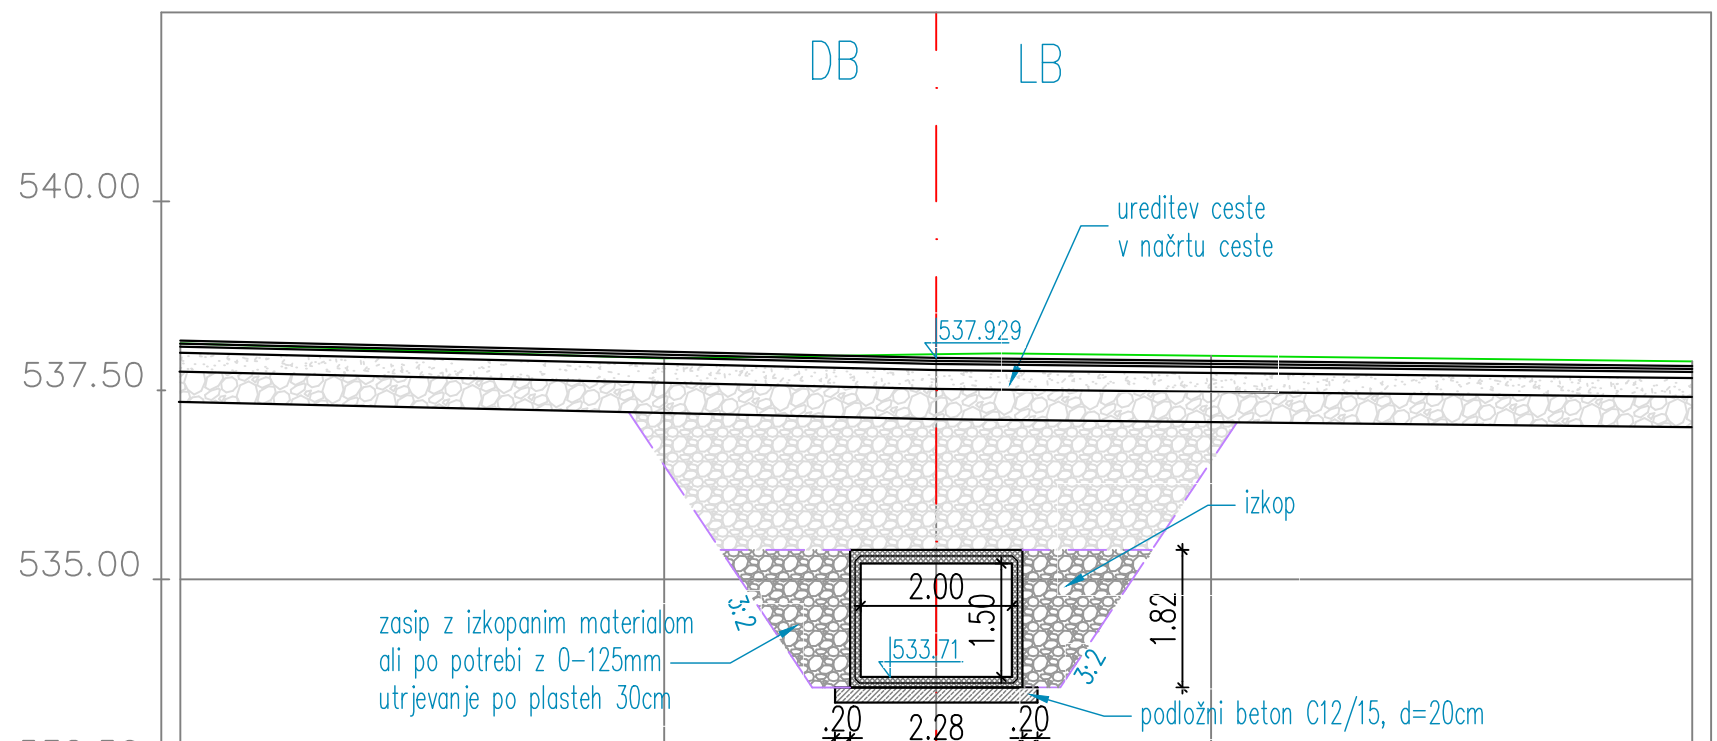 DB
LB
540.00
ureditev ceste
v načrtu ceste
537.929
537.50
izkop
535.00
2.00
1.50
1.82
3:2
3:2
533.71
zasip z izkopanim materialom
ali po potrebi z 0-125mm
utrjevanje po plasteh 30cm
podložni beton C12/15, d=20cm
.20
2.28
.20